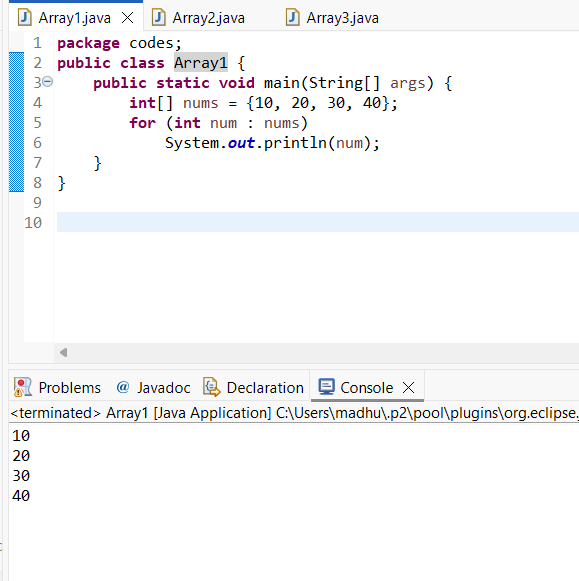 Array1.java Array2.java Array3.java
1 package codes;
2 public class Array1 {
3 public static void main(String[] args) {
4 int[] nums = {10, 20, 30, 40};
5 for (int num : nums)
6 System.out.println(num);
7 }
8 }
9
10
Problems @ Javadoc Declaration Console
<terminated> Array1 [Java Application] C:\Users\madhu\.p2\pool\plugins\org.eclipse.
10
20
30
40